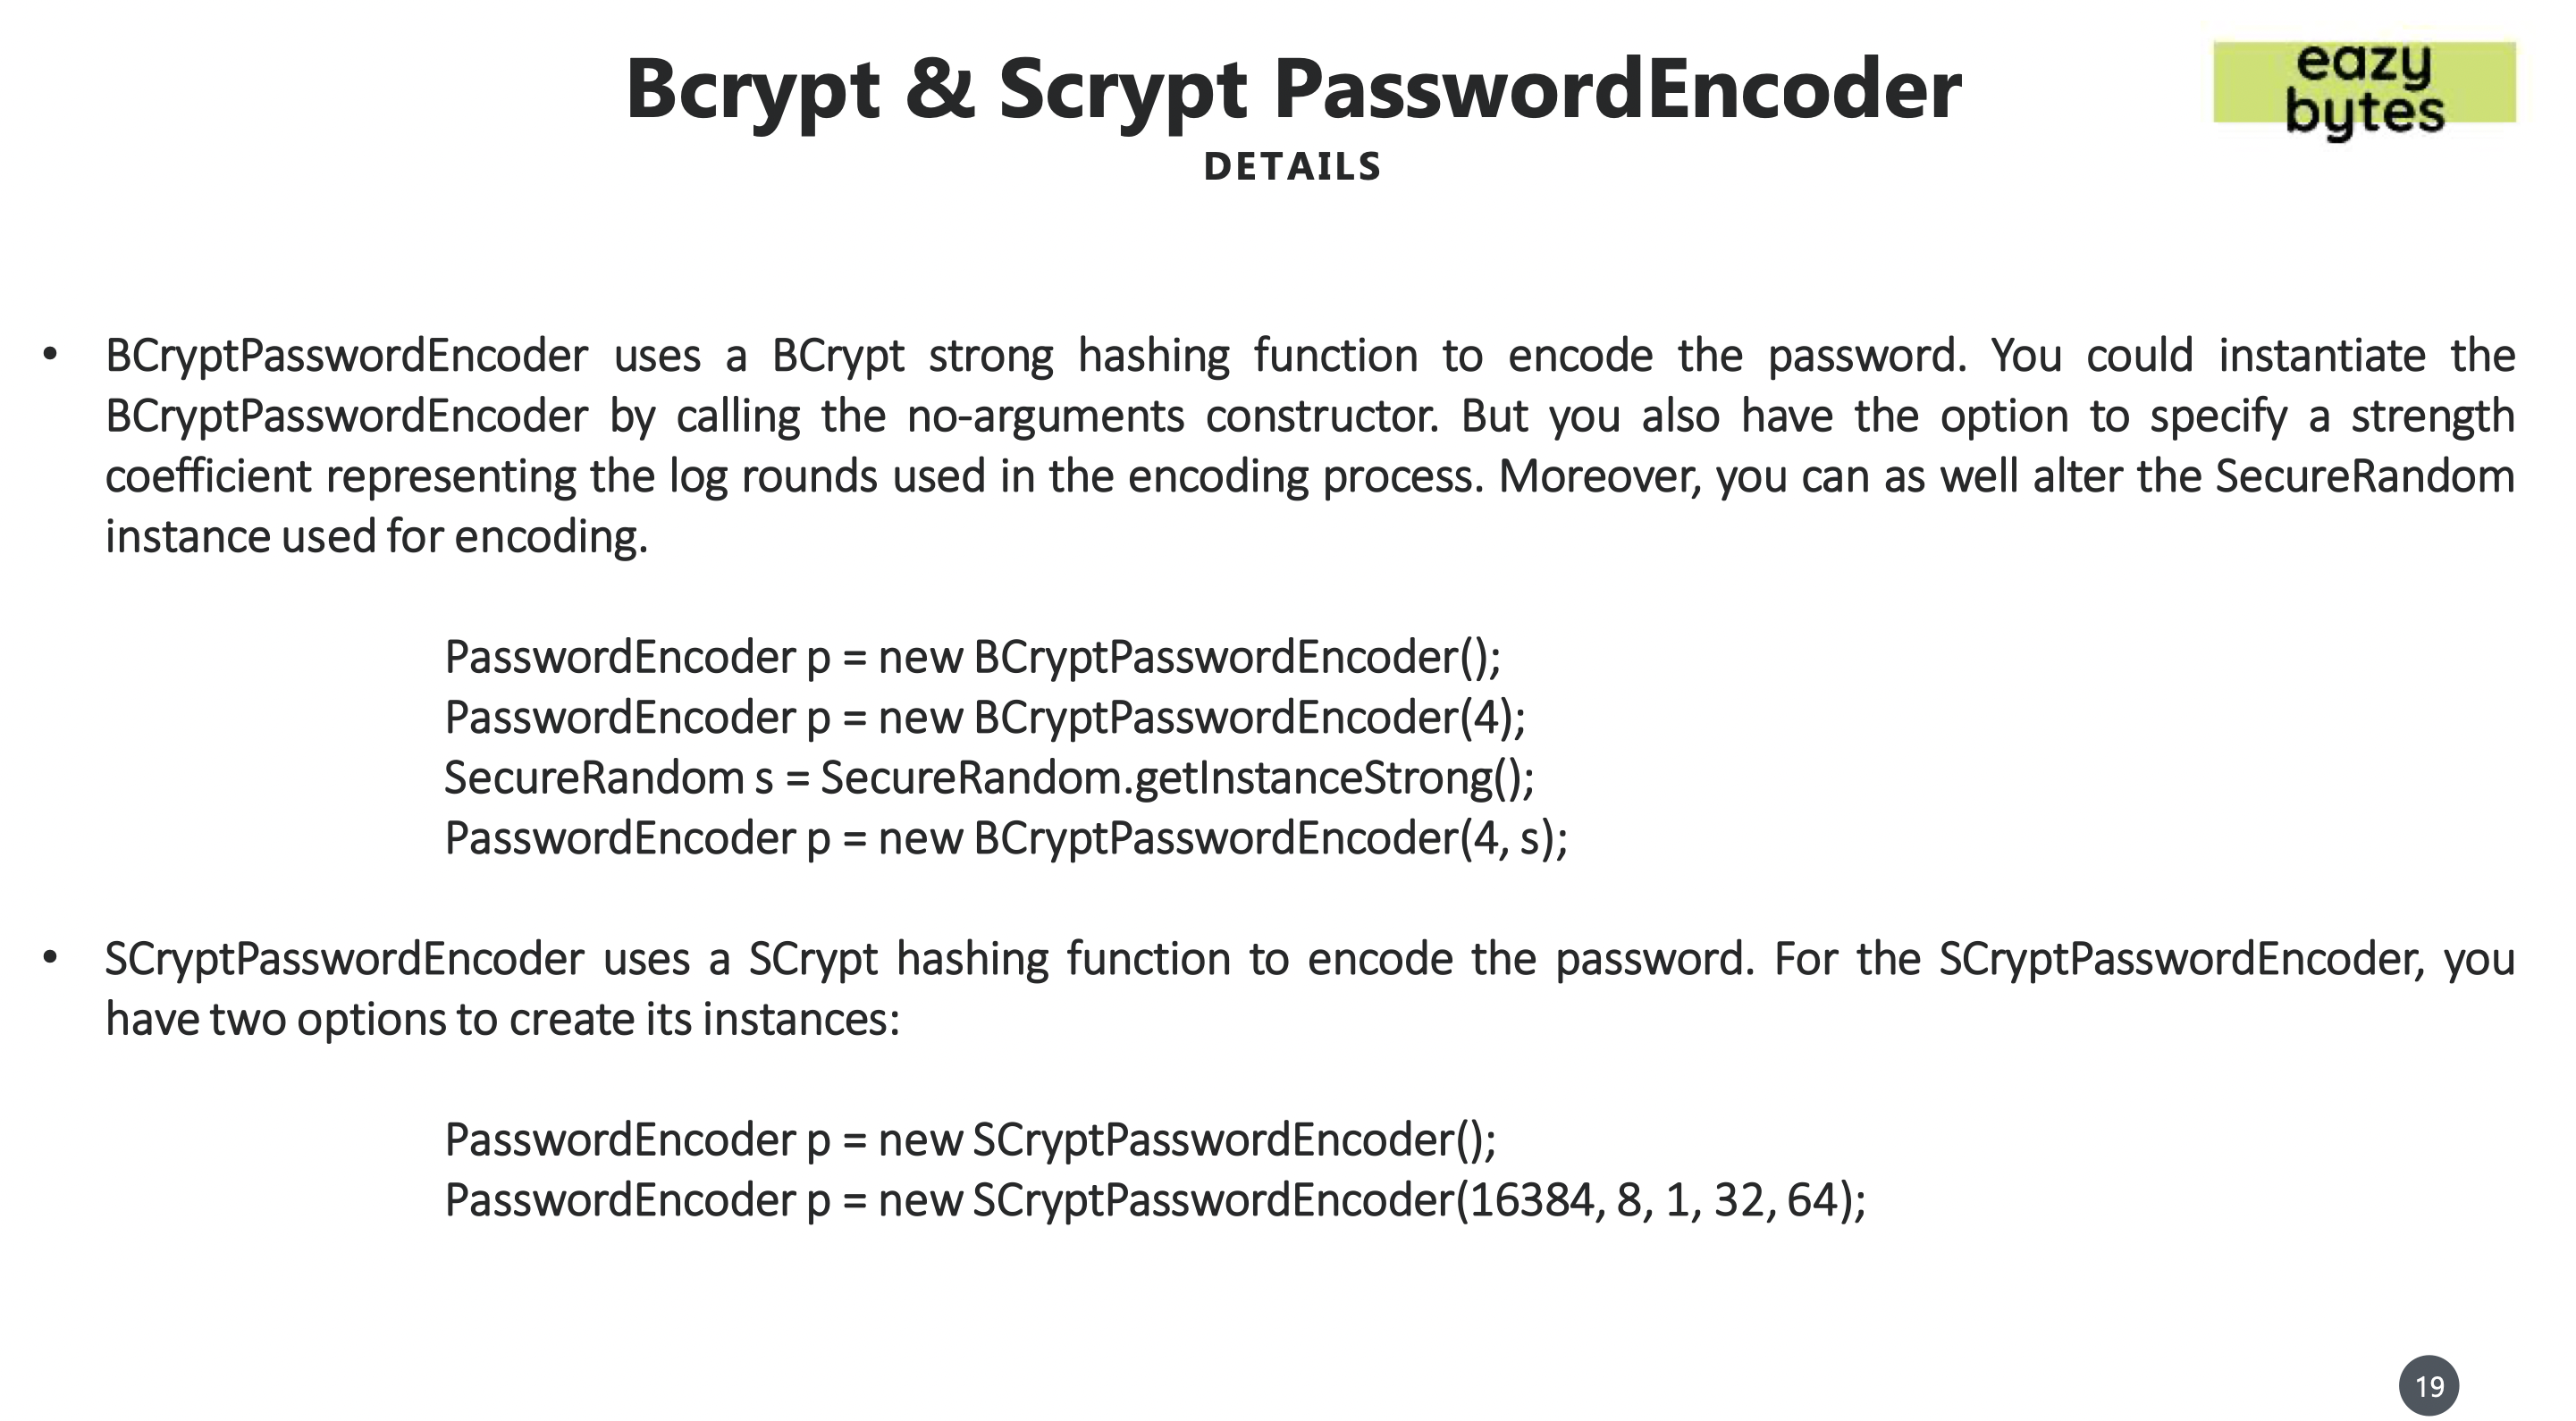 Bcrypt & Scrypt PasswordEncoder
eazy
bytes
DETAILS
• BCryptPasswordEncoder uses a BCrypt strong hashing function to encode the password. You could instantiate the
BCryptPasswordEncoder by calling the no-arguments constructor. But you also have the option to specify a strength
coefficient representing the log rounds used in the encoding process. Moreover, you can as well alter the SecureRandom
instance used for encoding.
PasswordEncoder p = new BCryptPasswordEncoder();
PasswordEncoder p = new BCryptPasswordEncoder(4);
SecureRandom s = SecureRandom.getInstanceStrong();
PasswordEncoder p = new BCryptPasswordEncoder(4, s);
• SCryptPasswordEncoder uses a SCrypt hashing function to encode the password. For the SCryptPasswordEncoder, you
have two options to create its instances:
PasswordEncoder p = new SCryptPasswordEncoder();
PasswordEncoder p = new SCryptPasswordEncoder(16384, 8, 1, 32, 64);
19